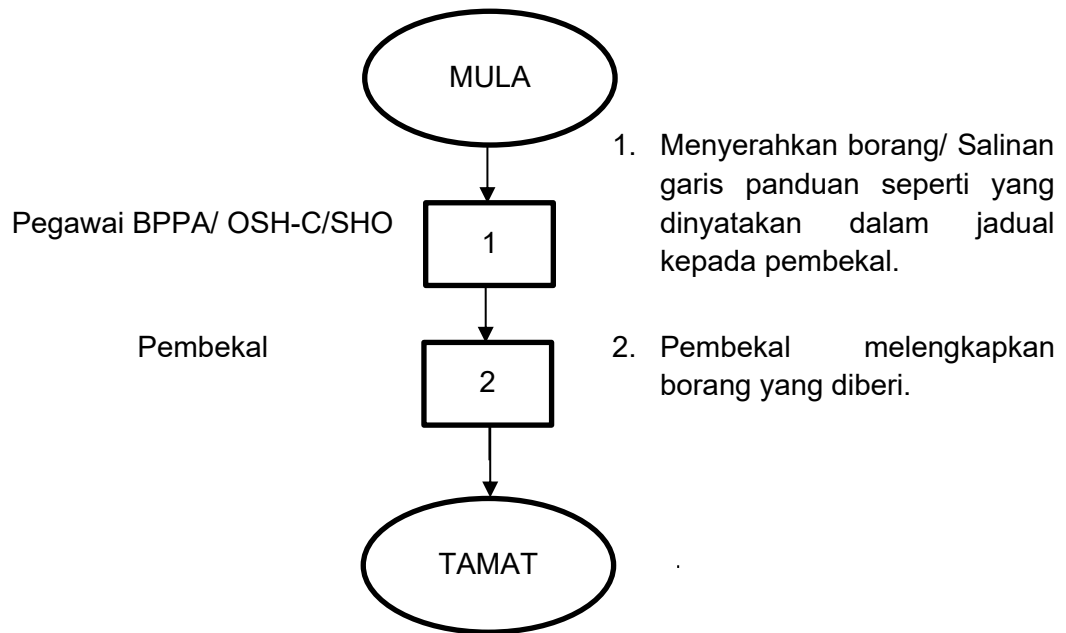 MULA
1. Menyerahkan borang/ Salinan
garis panduan seperti yang
dinyatakan dalam jadual
kepada pembekal.
Pegawai BPPA/ OSH-C/SHO
1
Pembekal
2
2. Pembekal melengkapkan
borang yang diberi.
TAMAT
.